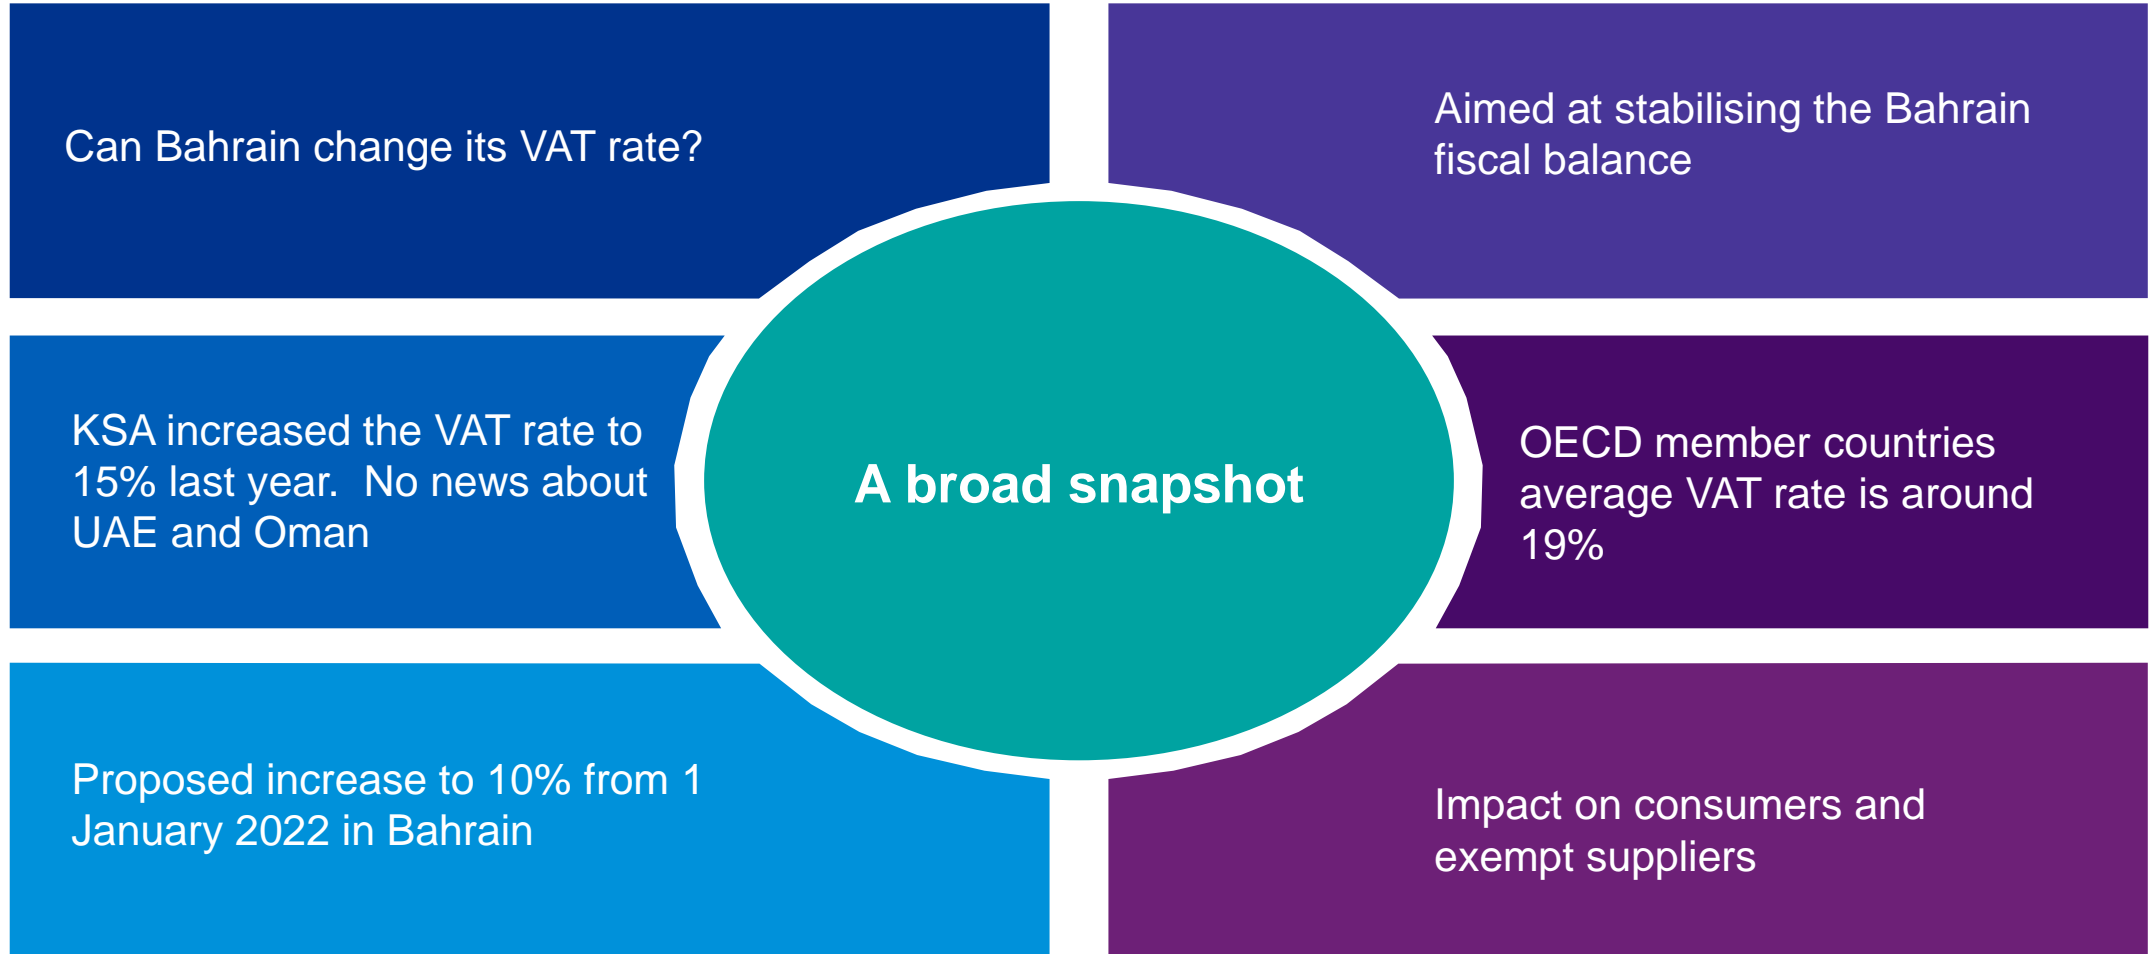 Can Bahrain change its VAT rate?
Aimed at stabilising the Bahrain
fiscal balance
KSA increased the VAT rate to
15% last year.  No news about
UAE and Oman
A broad snapshot
OECD member countries
average VAT rate is around
19%
Proposed increase to 10% from 1
January 2022 in Bahrain
Impact on consumers and
exempt suppliers